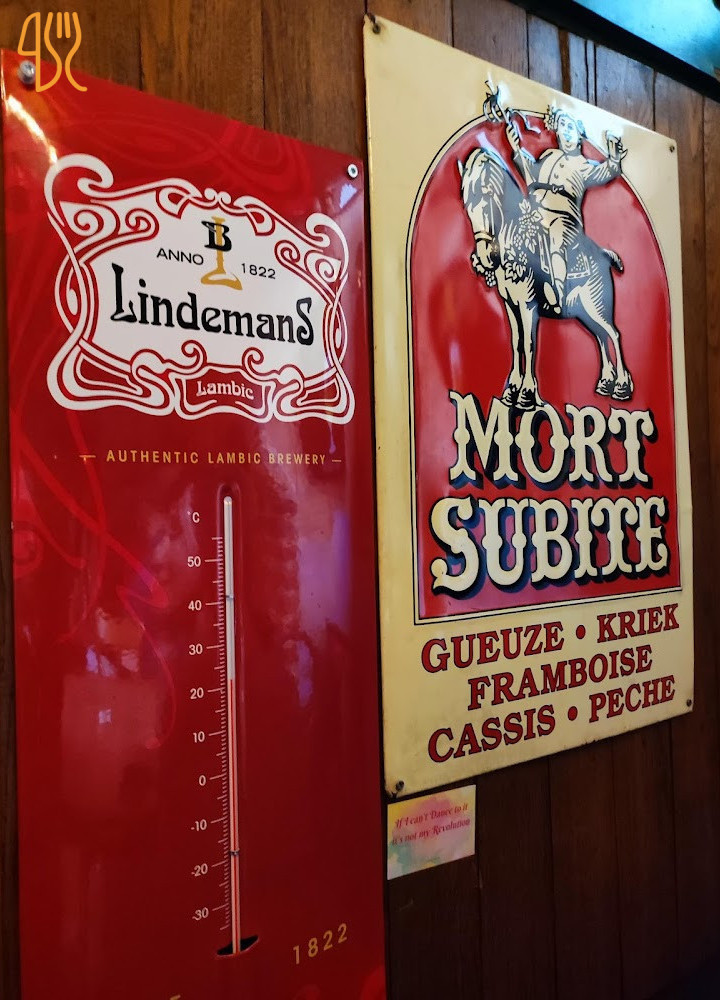 B
ANNO 1822
Lindemans
Lambic
AUTHENTIC LAMBIC BREWERY
°C
50
40
30
20
10
0
-10
-20
-30
1822
MORT
SUBITE
GUEUZE • KRIEK
FRAMBOISE
CASSIS • PECHE
If I can't Dance to it
it's not my Revolution